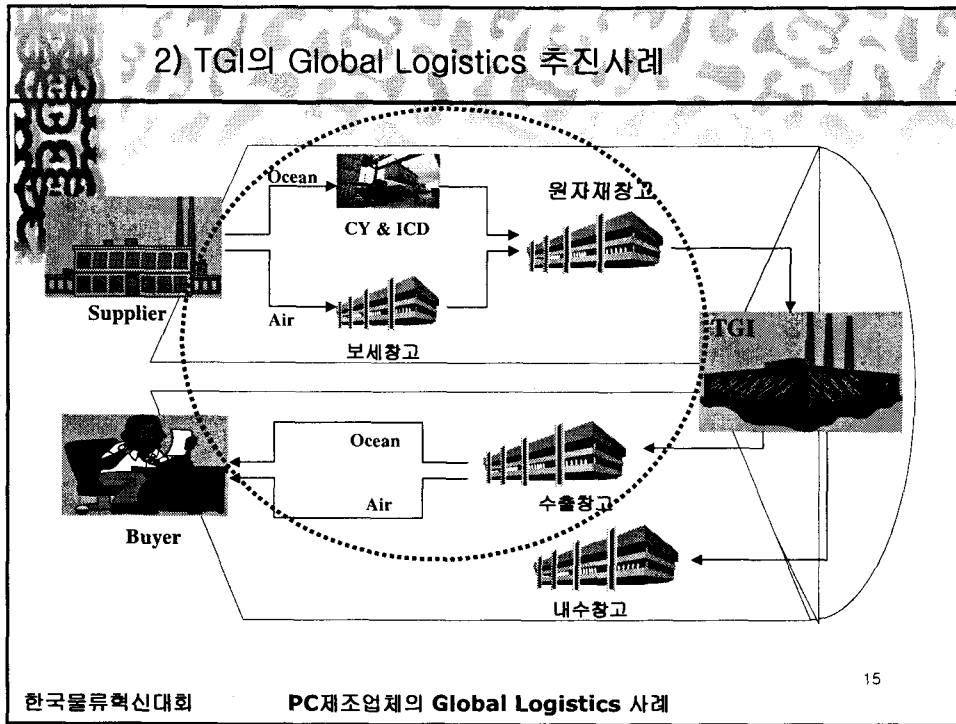 2) TGI의 Global Logistics 추진사례
Ocean
CY & ICD
원자재창고
Supplier
Air
보세창고
TGI
Ocean
Air
수출창고
Buyer
내수창고
15
한국물류혁신대회
PC제조업체의 Global Logistics 사례